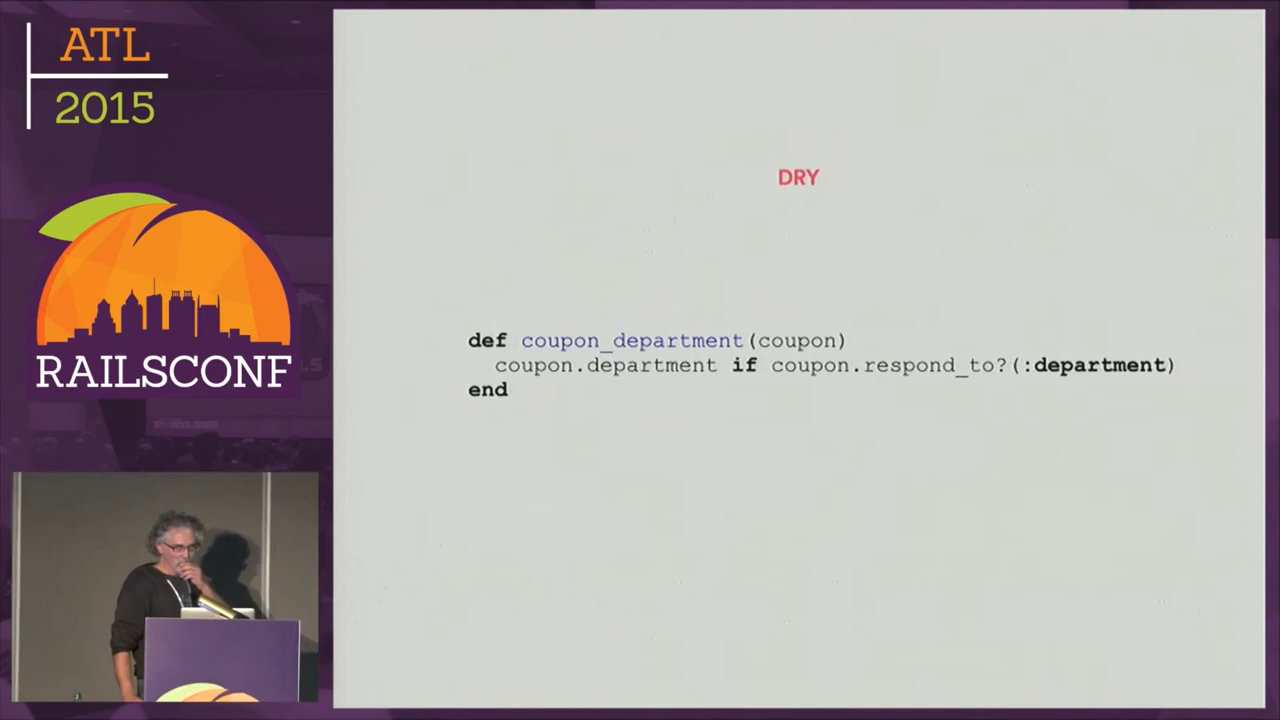 ATL
2015
RAILSCONF
DRY
def coupon_department(coupon)
  coupon.department if coupon.respond_to?(:department)
end